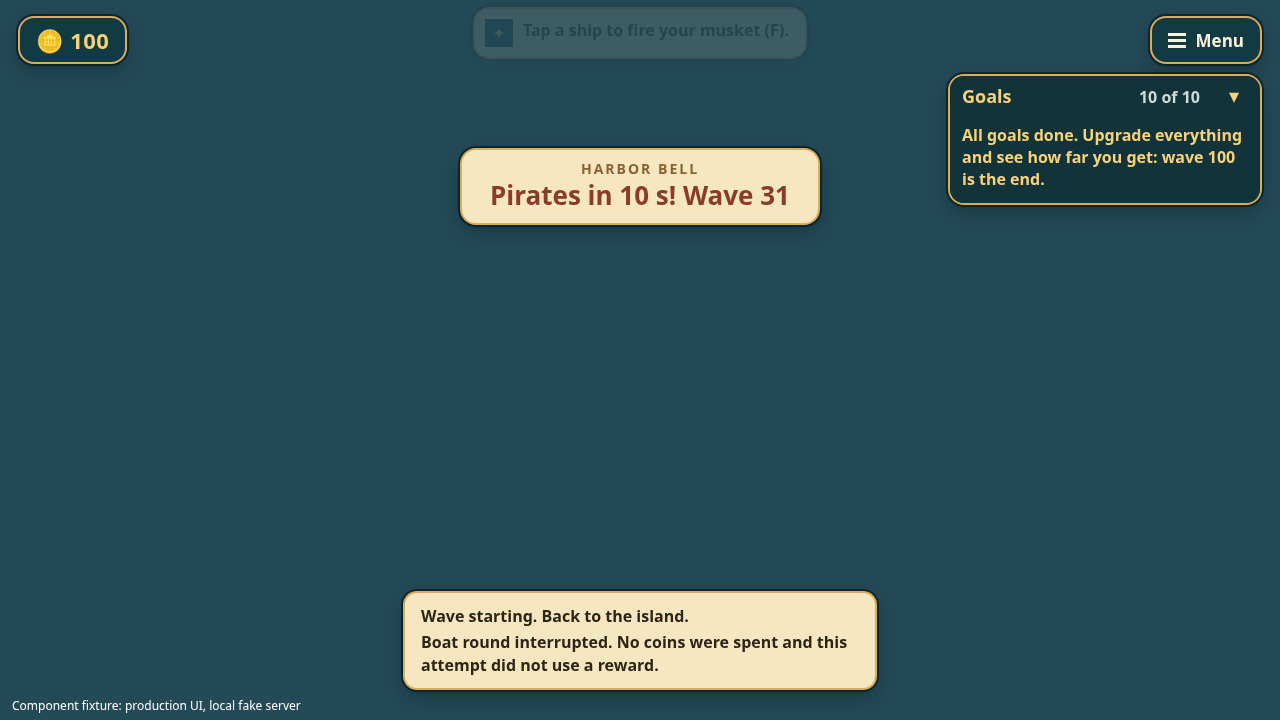 100
Tap a ship to fire your musket (F).
Menu
Goals 10 of 10 ▼
All goals done. Upgrade everything
and see how far you get: wave 100
is the end.
HARBOR BELL
Pirates in 10 s! Wave 31
Wave starting. Back to the island.
Boat round interrupted. No coins were spent and this
attempt did not use a reward.
Component fixture: production UI, local fake server